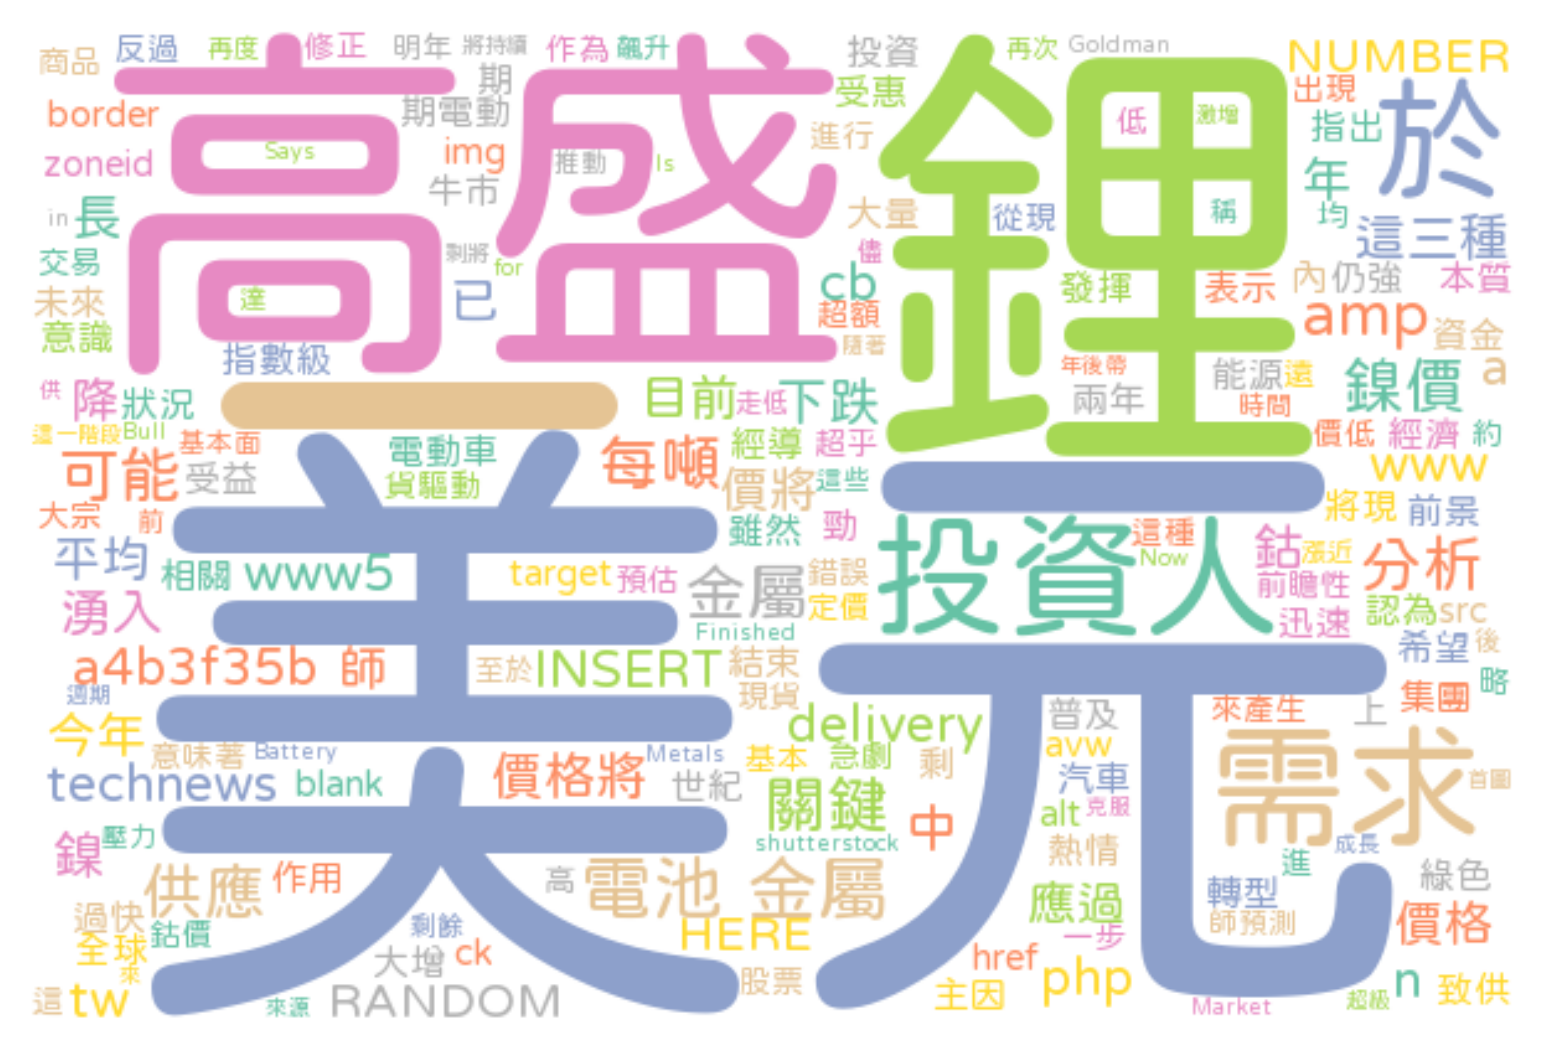 商品 反過 再度 修正 明年 將持續 作為 飆升 投資 再次 Goldman NUMBER
border 期 期電動 受惠 低 激增 出現 於
高盛 鋰
zoneid Says img 推動 Is 進行 指出
牛市 大量 從現 稱 年 均
in 長 剩將 for 儘 這三種
交易 已 cb 發揮 表示 內 仍強 本質
未來 達 超額 amp 資金
意識 指數級 隨著 年後帶 能源 遠 鎳價 a
供 降 狀況 目前 走低 下跌 兩年 時間
這一階段 Bull 基本面 電動車 每噸 經導 超乎 價低 經濟 約
可能 受益 貨驅動 價將 這些 www
大宗 前 雖然 勁 這種 將現 前景
美元 投資人
平均 相關 www5 target 預估 金屬 錯誤 Now 鈷 漲近 分析
湧入 定價 前瞻性 認為 src
Finished 迅速 希望 後
a4b3f35b 師 至於 INSERT 結束 略
週期 現貨 來產生 集團
今年 意味著 Battery delivery 普及 上 需求
technews blank 價格將 Metals 基本 急劇 剩 avw 汽車 首圖
世紀 關鍵 中 alt 克服
鎳 壓力 shutterstock 熱情 成長
供應 作用 高 電池 金屬 應過 進 轉型 綠色
過快 鈷價 剩餘 HERE 一步 師預測 價格
全球 來 大增 ck href
這 tw 來源 RANDOM 股票 主因 php Market 超級 n 致供